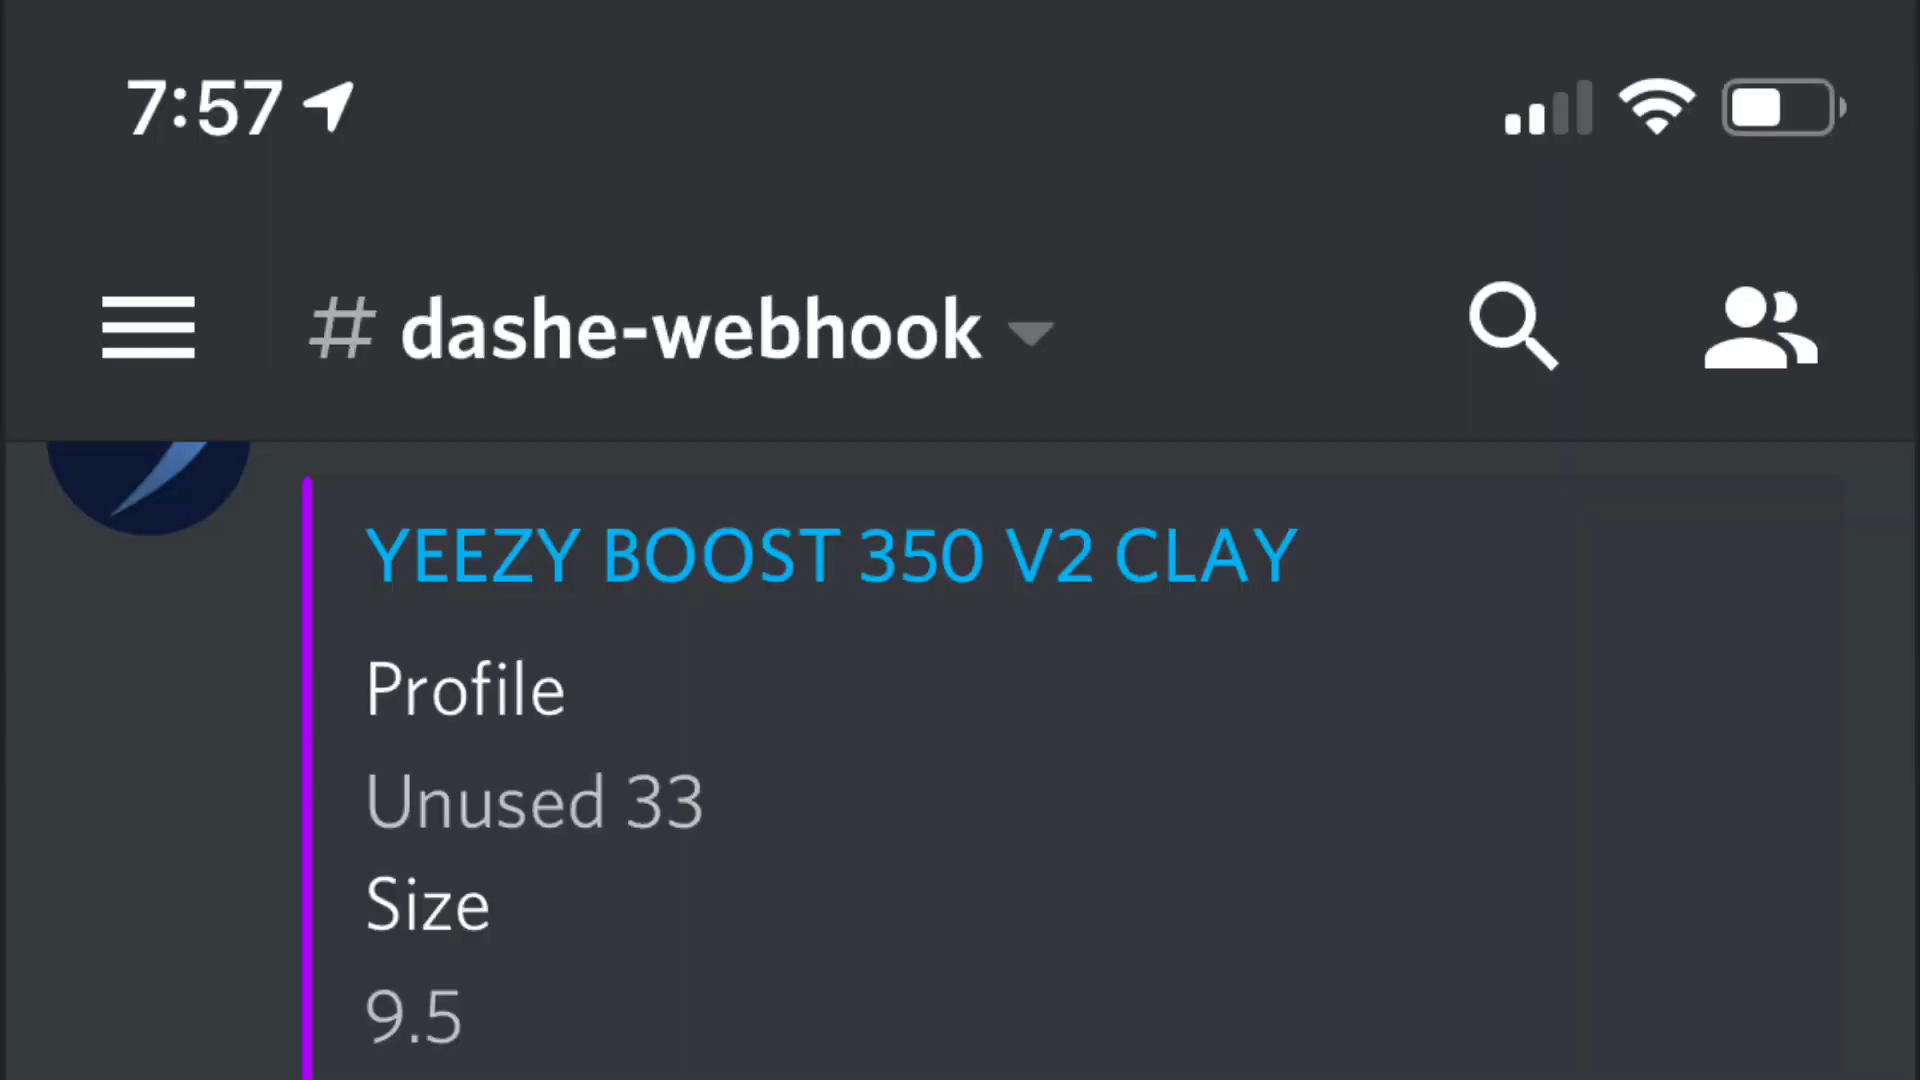 7:57
# dashe-webhook
YEEZY BOOST 350 V2 CLAY
Profile
Unused 33
Size
9.5